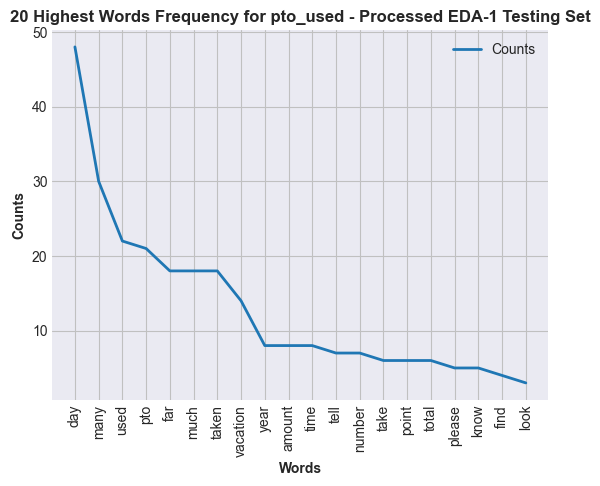 20 Highest Words Frequency for pto_used - Processed EDA-1 Testing Set
Counts
50
40
30
20
10
Counts
day
many
used
pto
far
much
taken
vacation
year
amount
time
tell
number
take
point
total
please
know
find
look
Words